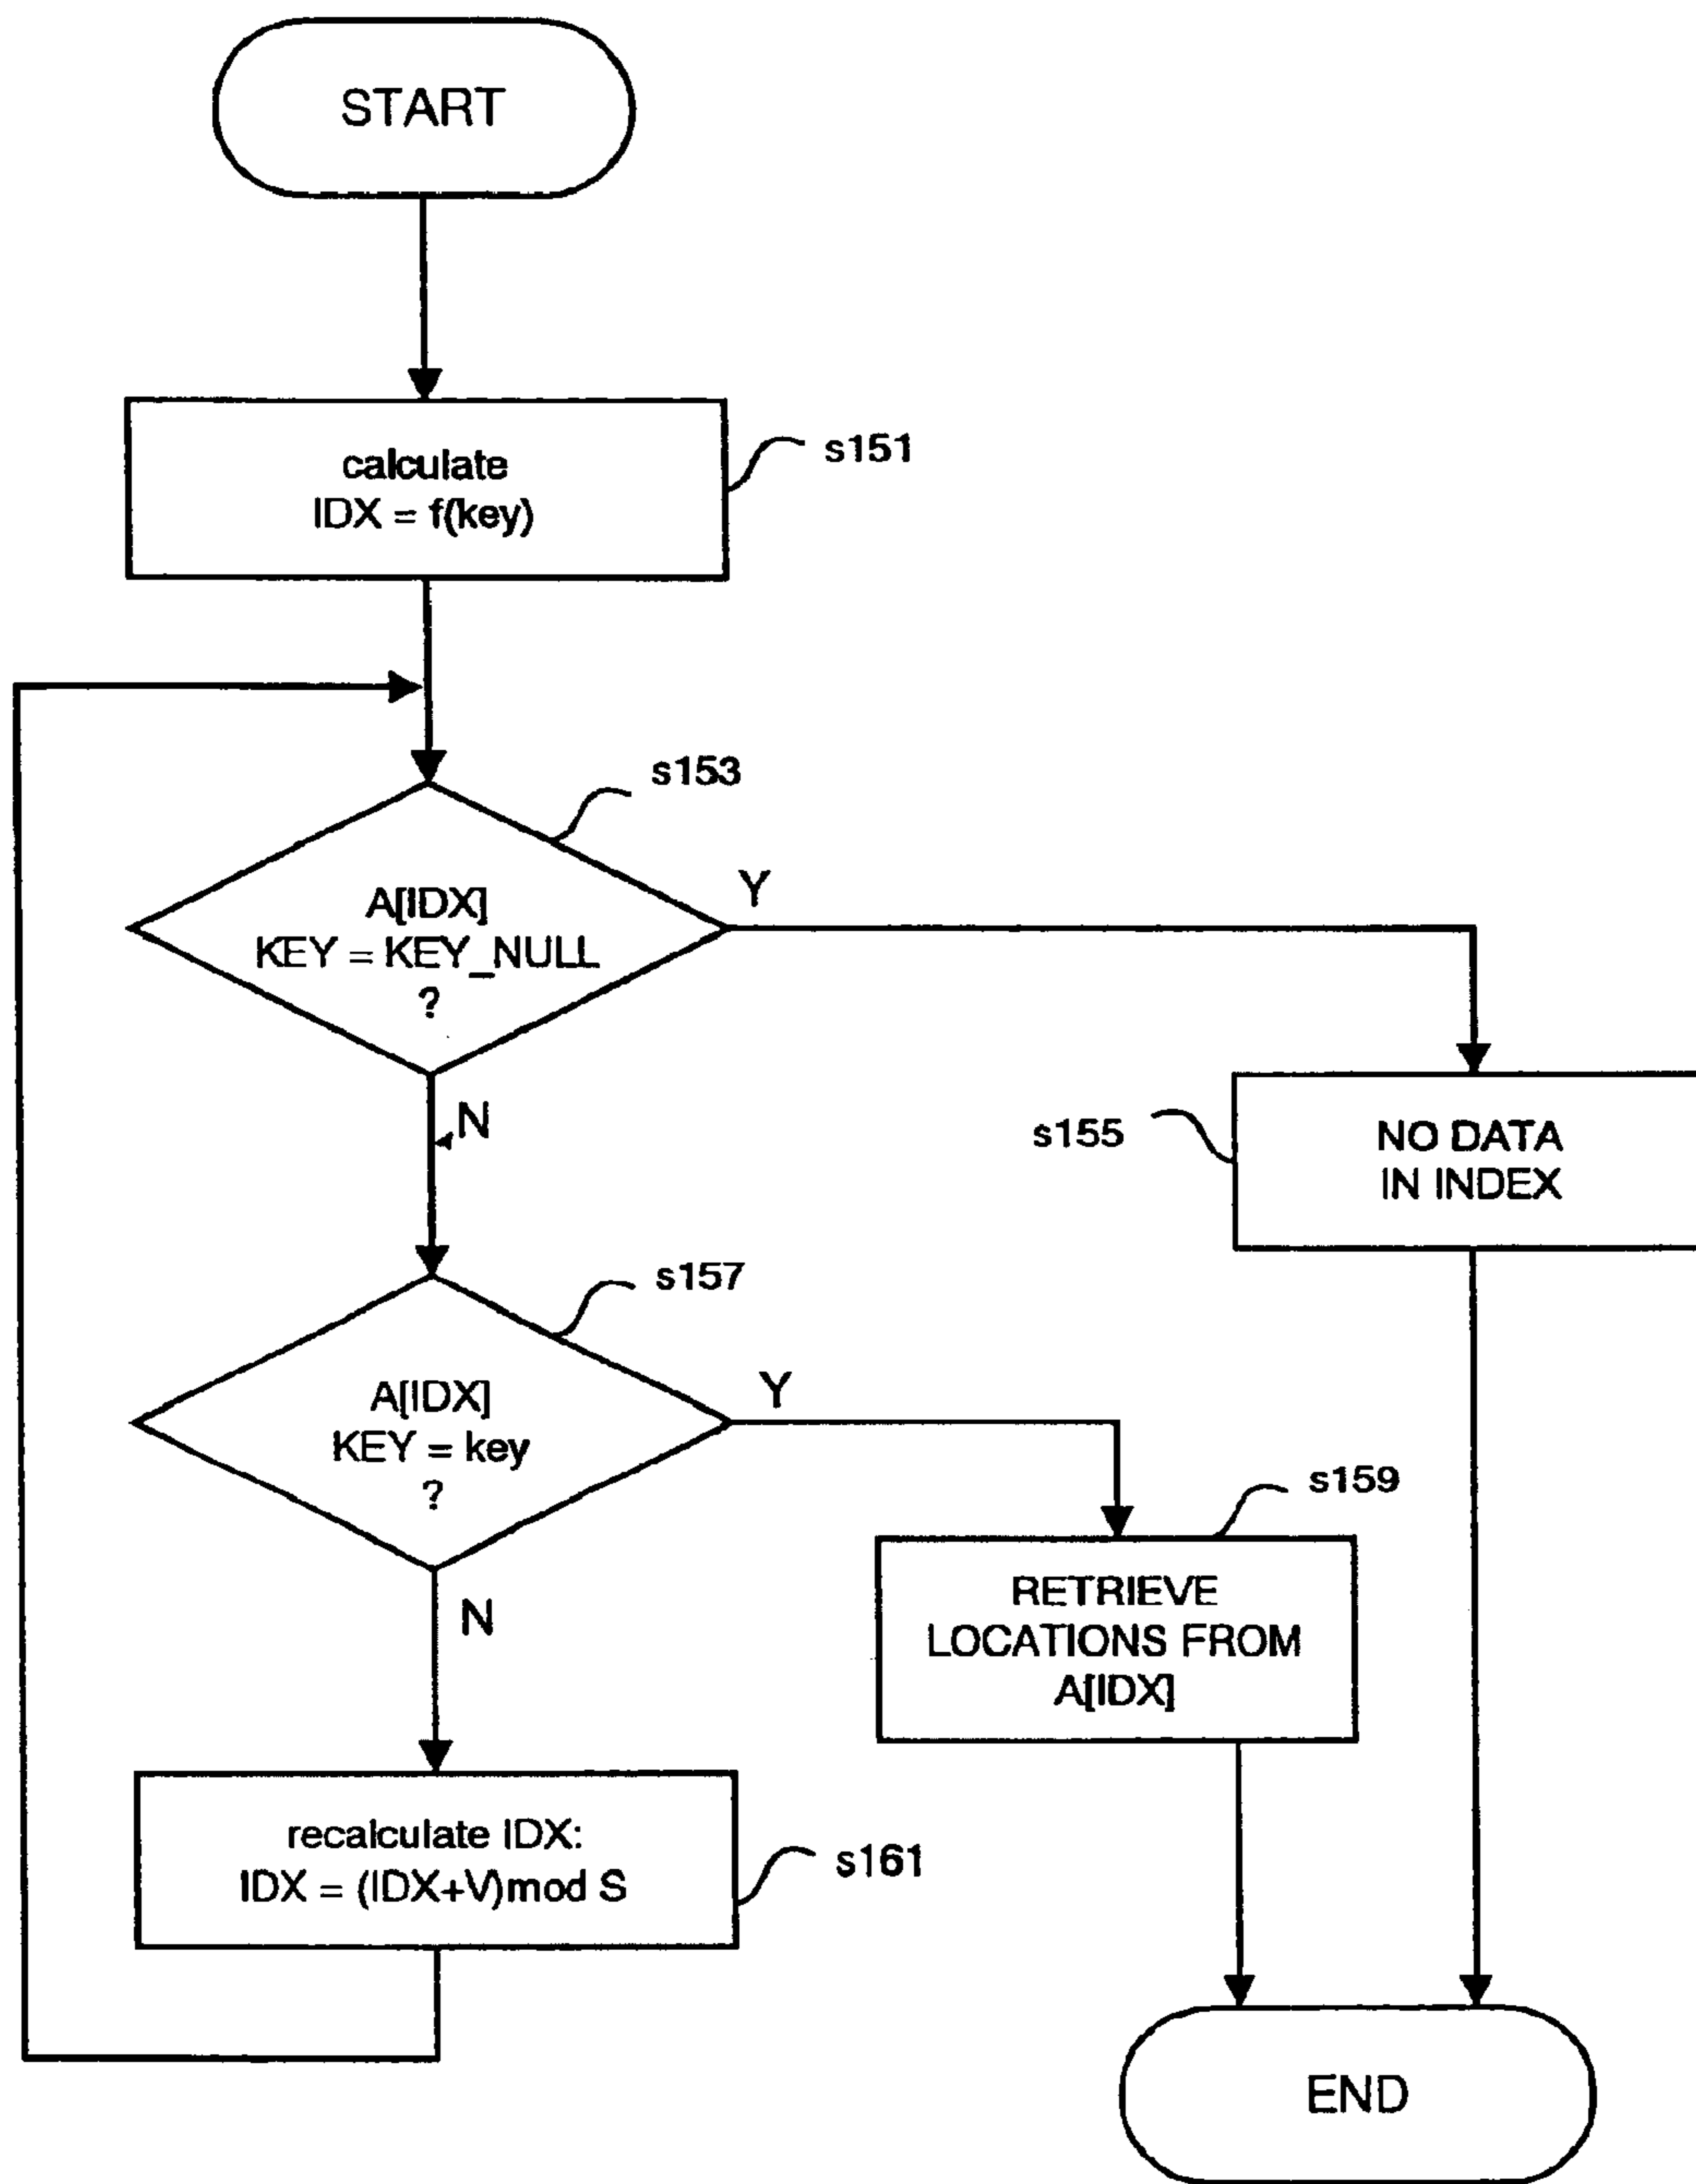 START
calculate
IDX = f(key)
s151
s153
A[IDX]
KEY = KEY_NULL
?
Y
N
s155
NO DATA
IN INDEX
s157
A[IDX]
KEY = key
?
Y
N
s159
RETRIEVE
LOCATIONS FROM
A[IDX]
recalculate IDX:
IDX = (IDX+V)mod S
s161
END